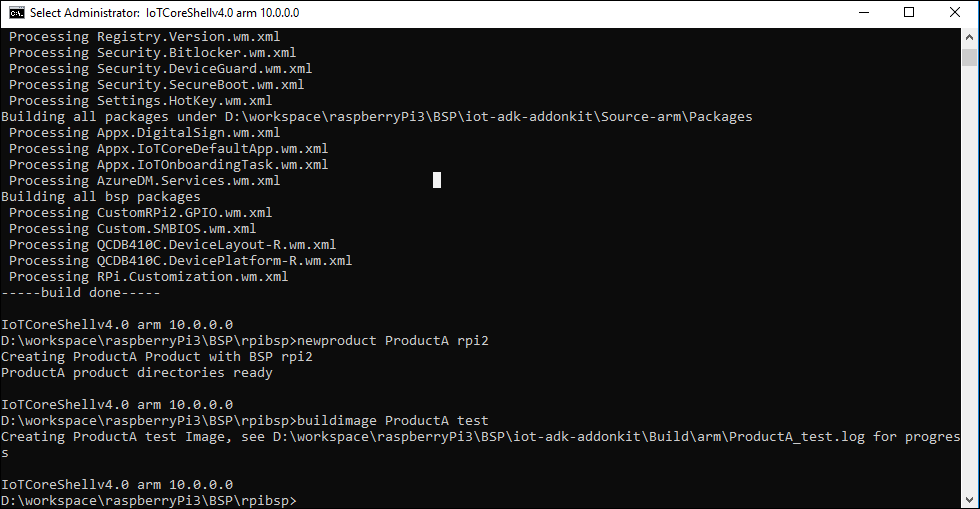 Select Administrator: IoTCoreShellv4.0 arm 10.0.0.0
Processing Registry.Version.wm.xml
Processing Security.Bitlocker.wm.xml
Processing Security.DeviceGuard.wm.xml
Processing Security.SecureBoot.wm.xml
Processing Settings.HotKey.wm.xml
Building all packages under D:\workspace\raspberryPi3\BSP\iot-adk-addonkit\Source-arm\Packages
Processing Appx.DigitalSign.wm.xml
Processing Appx.IoTCoreDefaultApp.wm.xml
Processing Appx.IoTOnboardingTask.wm.xml
Processing AzureDM.Services.wm.xml
Building all bsp packages
Processing CustomRPi2.GPIO.wm.xml
Processing Custom.SMBIOS.wm.xml
Processing QCDB410C.DeviceLayout-R.wm.xml
Processing QCDB410C.DevicePlatform-R.wm.xml
Processing RPi.Customization.wm.xml
-----build done-----
IoTCoreShellv4.0 arm 10.0.0.0
D:\workspace\raspberryPi3\BSP\rpibsp>newproduct ProductA rpi2
Creating ProductA Product with BSP rpi2
ProductA product directories ready
IoTCoreShellv4.0 arm 10.0.0.0
D:\workspace\raspberryPi3\BSP\rpibsp>buildimage ProductA test
Creating ProductA test Image, see D:\workspace\raspberryPi3\BSP\iot-adk-addonkit\Build\arm\ProductA_test.log for progres
s
IoTCoreShellv4.0 arm 10.0.0.0
D:\workspace\raspberryPi3\BSP\rpibsp>